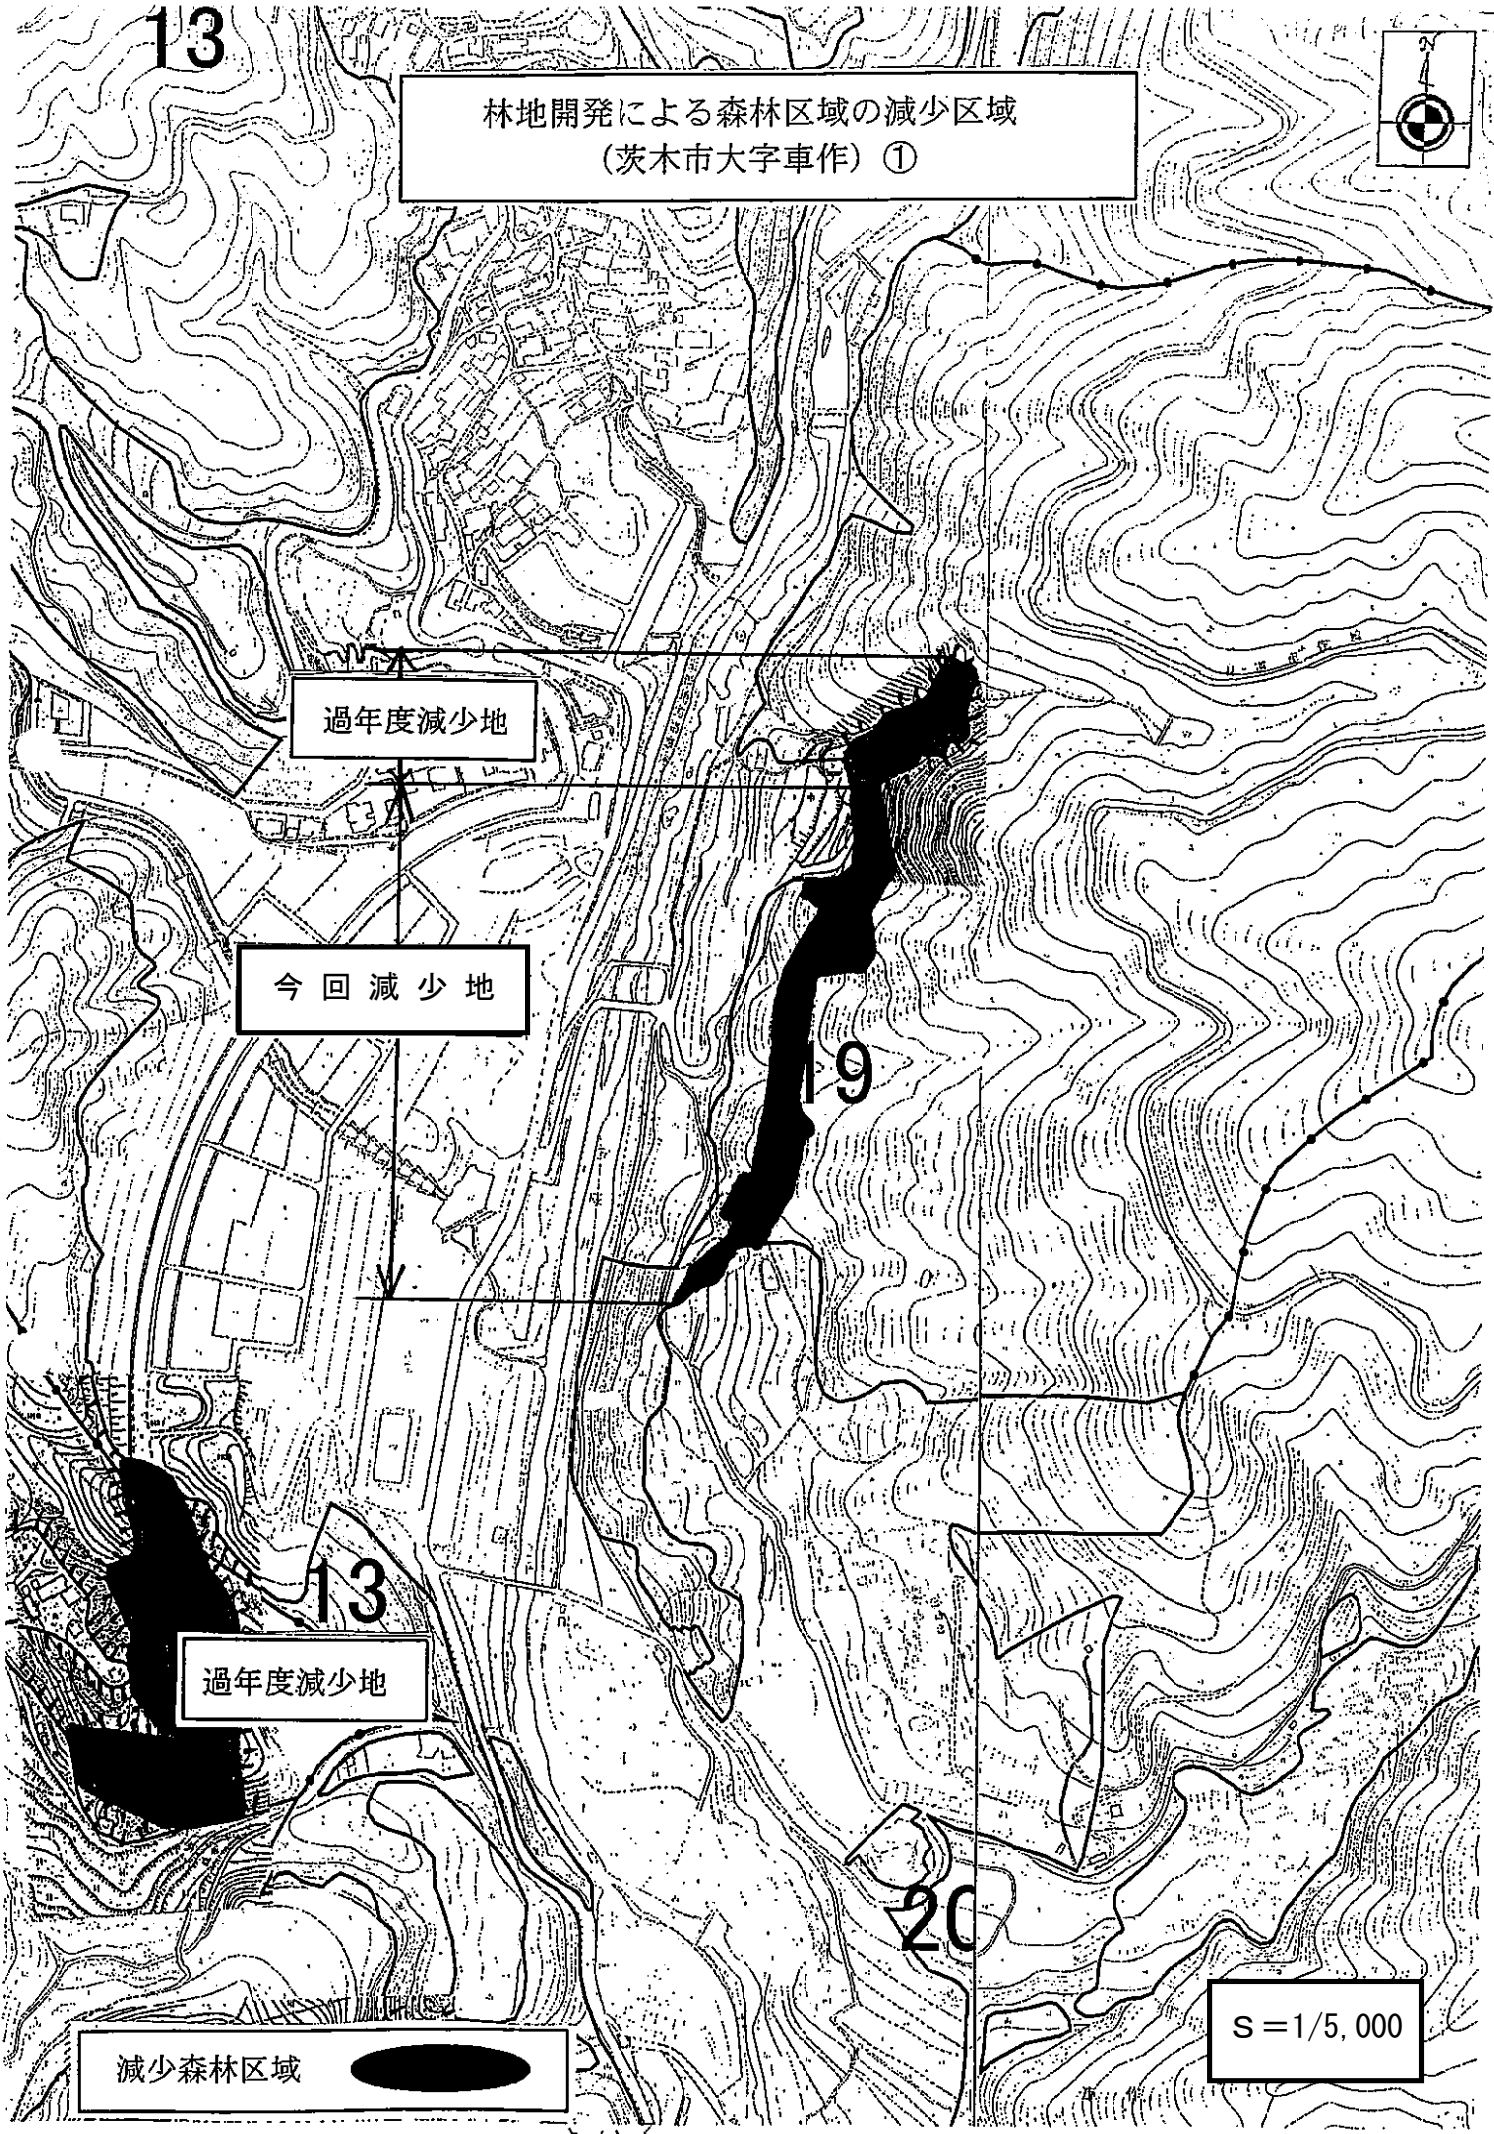 13
林地開発による森林区域の減少区域
(茨木市大字車作) ①
過年度減少地
今回減少地
19
13
過年度減少地
20
S=1/5,000
減少森林区域